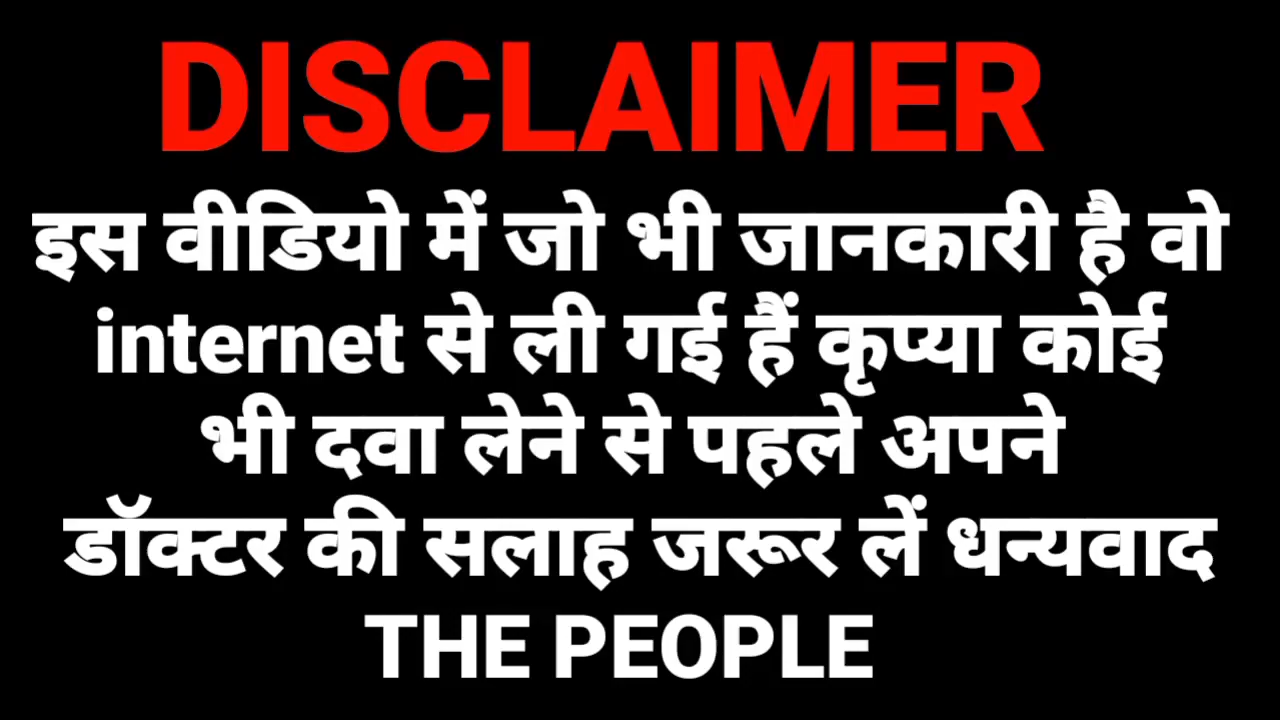 DISCLAIMER
इस वीडियो में जो भी जानकारी है वो
internet से ली गई हैं कृप्या कोई
भी दवा लेने से पहले अपने
डॉक्टर की सलाह जरूर लें धन्यवाद
THE PEOPLE